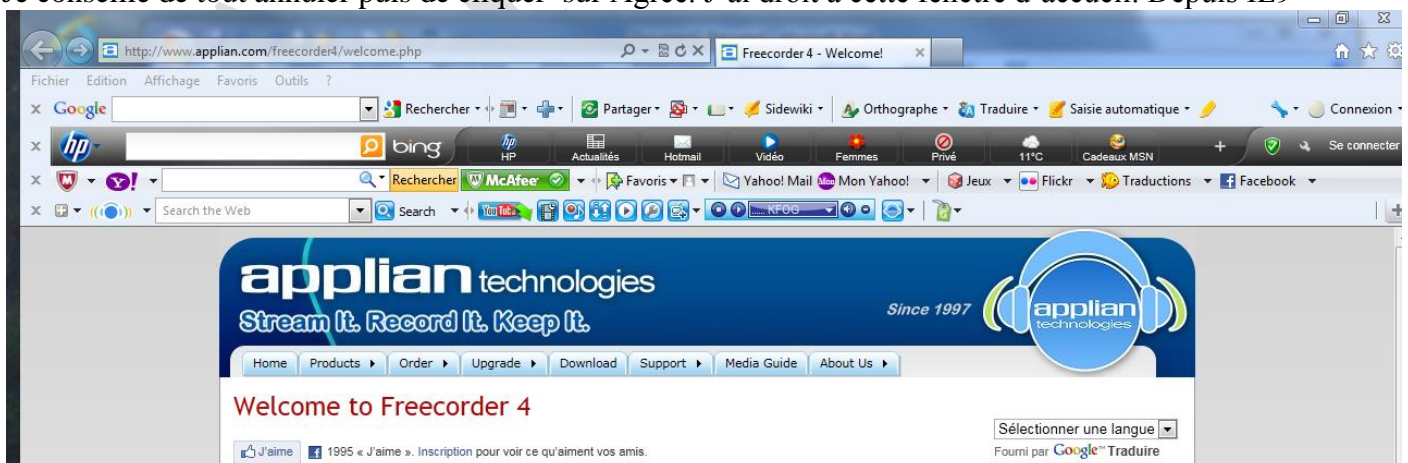 Je conseille de tout annuler puis de cliquer sur Agree. J'ai droit à cette fenêtre d'accueil. Depuis IE9
http://www.applian.com/freecorder4/welcome.php Freecorder 4 - Welcome!
Fichier Edition Affichage Favoris Outils ?
x Google Rechercher Partager Sidewiki Orthographe Traduire Saisie automatique Connexion
x hp bing HP Actualités Hotmail Vidéo Femmes Privé 11°C Cadeaux MSN + Se connecter
x Y! Rechercher McAfee Favoris Yahoo! Mail Mon Yahoo! Jeux Flickr Traductions Facebook
x Search the Web Search YouTube KFOG
applian technologies
Stream It. Record It. Keep It.
Since 1997
applian technologies
Home Products Order Upgrade Download Support Media Guide About Us
Welcome to Freecorder 4
Sélectionner une langue
J'aime 1995 « J'aime ». Inscription pour voir ce qu'aiment vos amis.
Fourni par Google™ Traduire